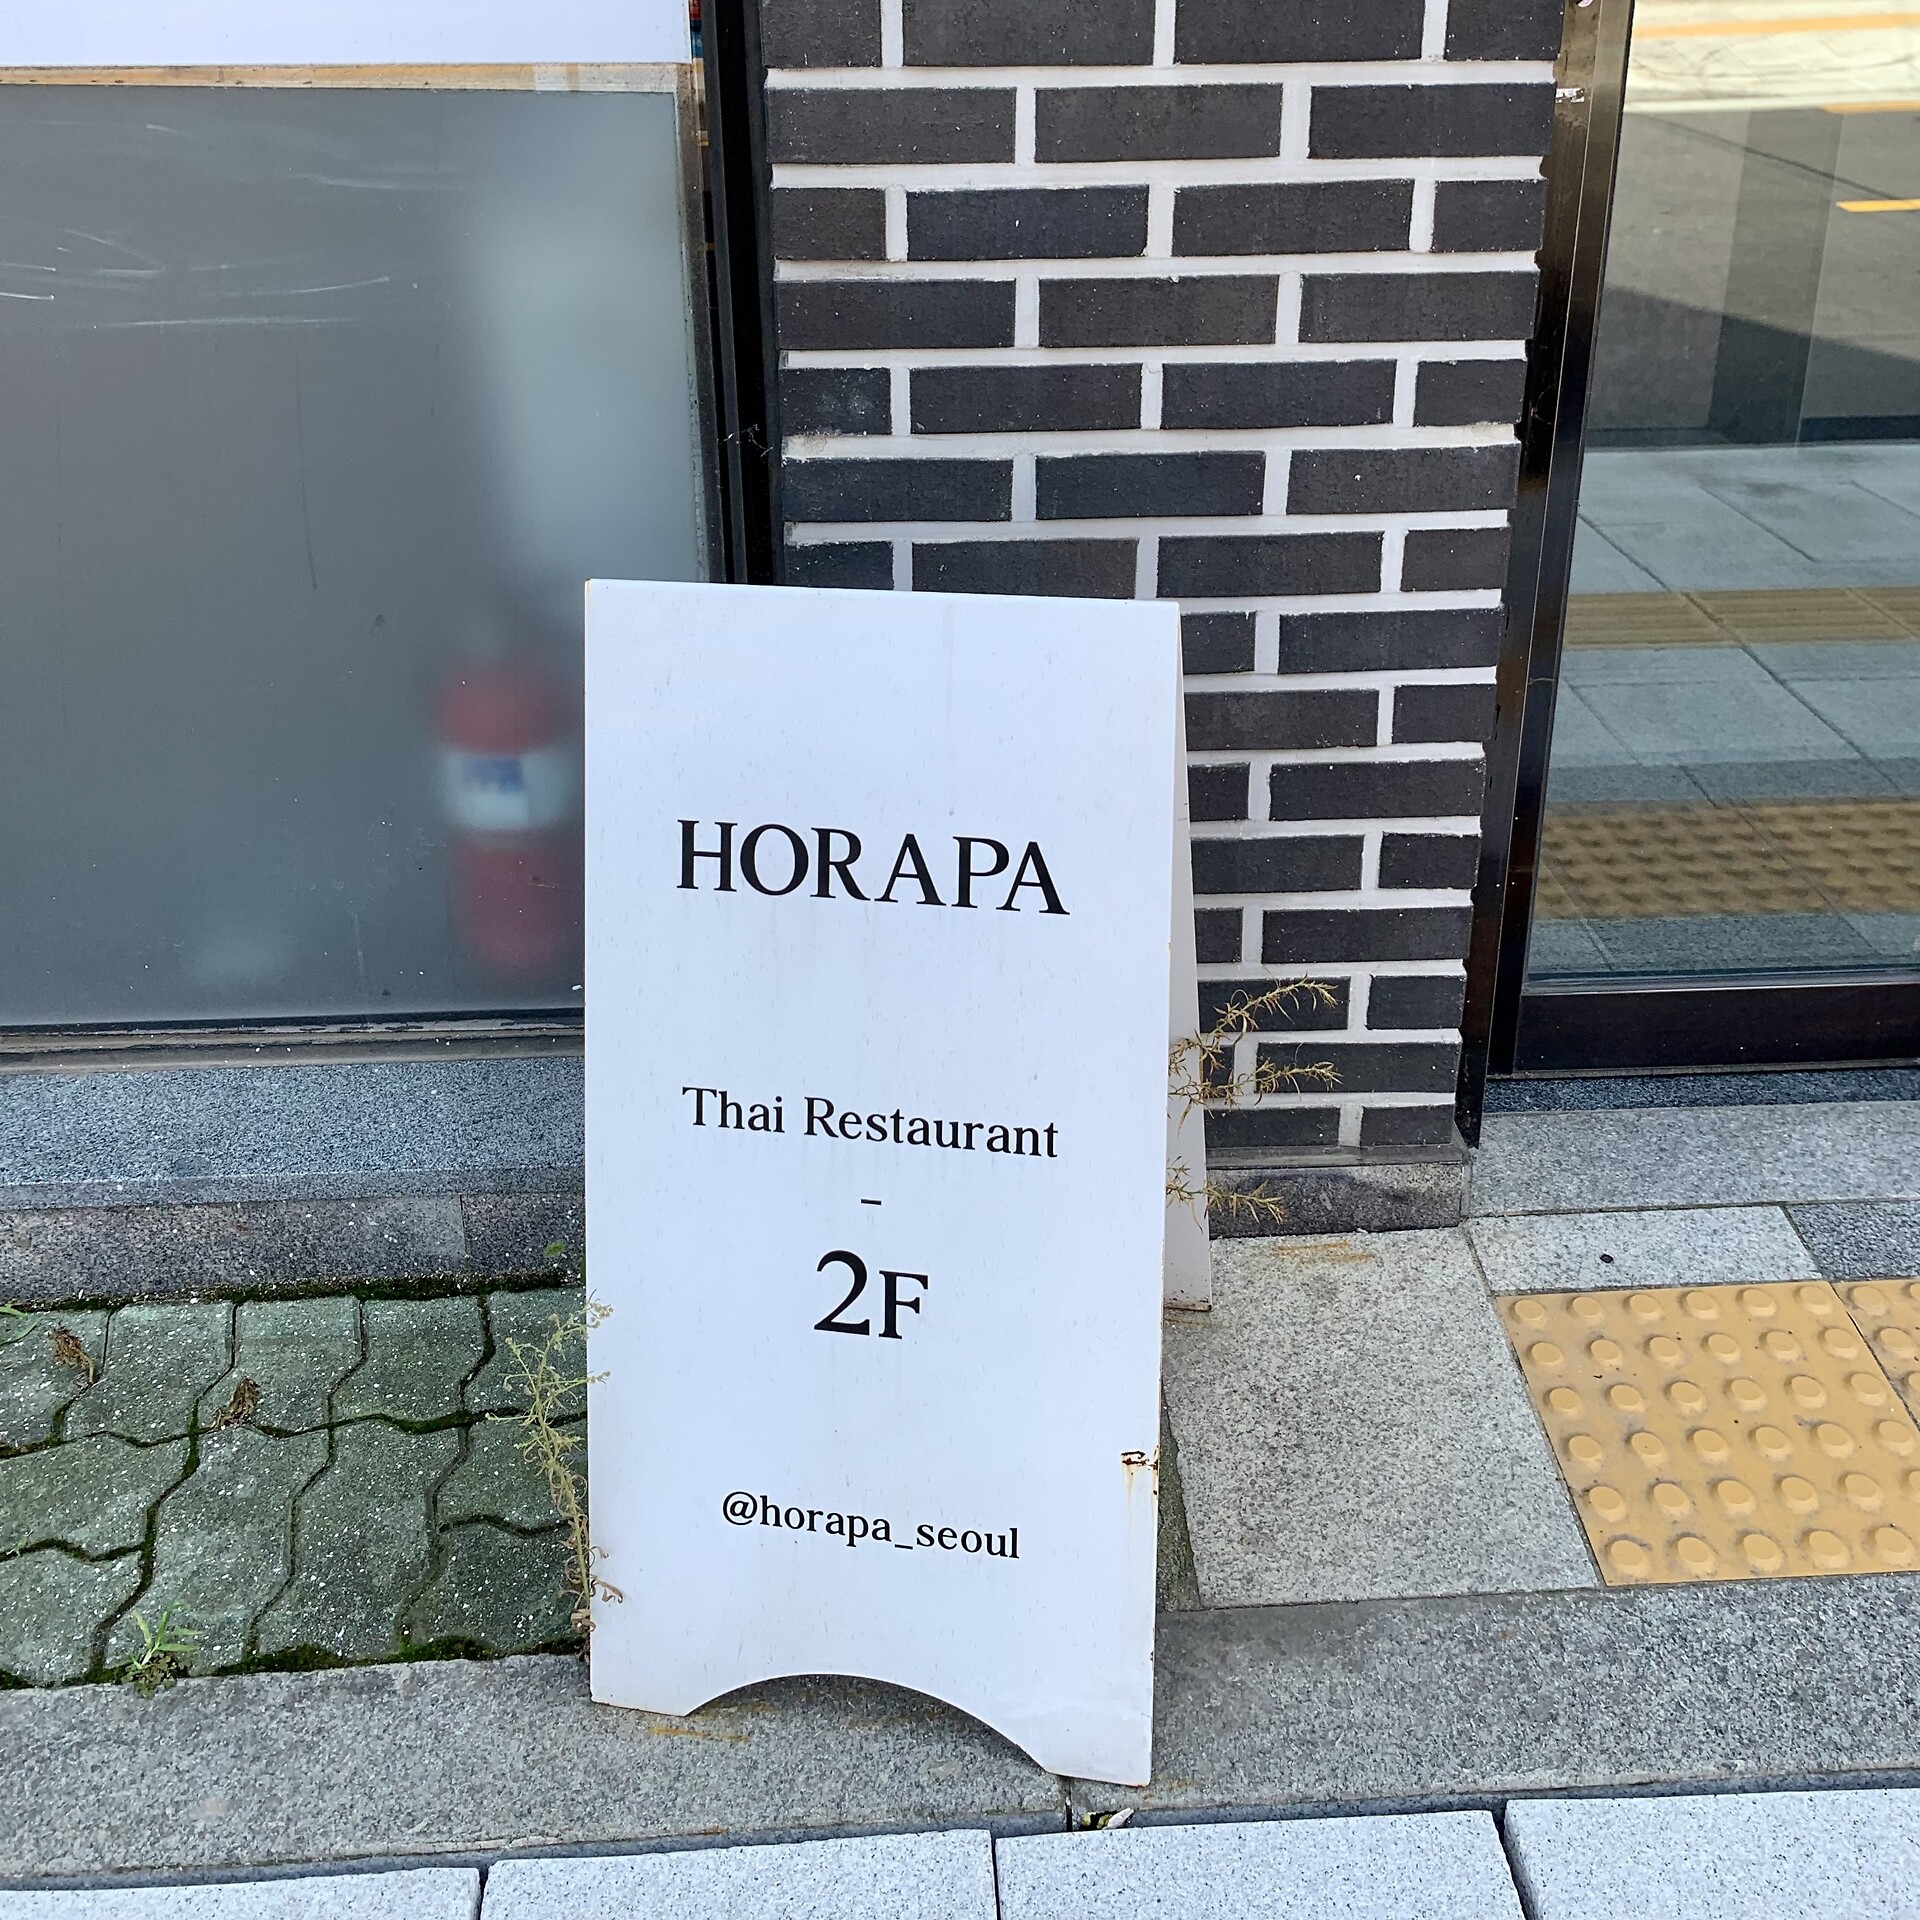 HORAPA
Thai Restaurant
-
2F
@horapa_seoul